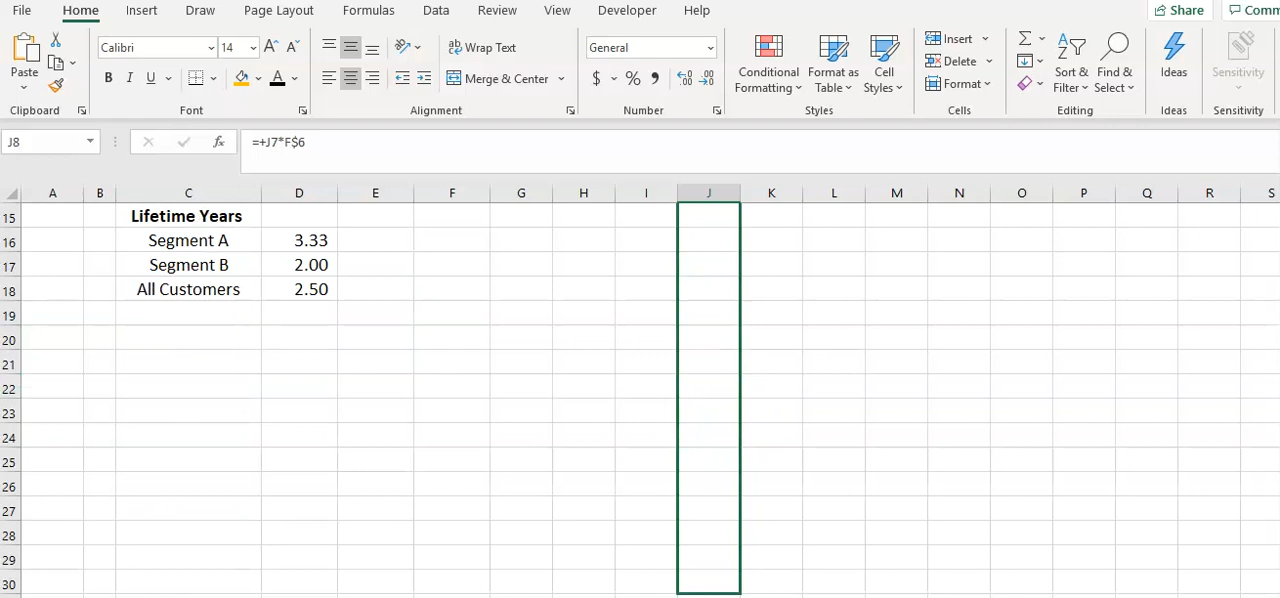 File Home Insert Draw Page Layout Formulas Data Review View Developer Help Share Comm
Paste Calibri 14 A^ A˅ ab Wrap Text General Insert Σ
B I U A Merge & Center $ % , Conditional Formatting Format as Table Cell Styles Delete Format Sort & Filter Find & Select Ideas Sensitivity
Clipboard Font Alignment Number Styles Cells Editing Ideas Sensitivity
J8 fx =+J7*F$6
A B C D E F G H I J K L M N O P Q R S
15 Lifetime Years
16 Segment A 3.33
17 Segment B 2.00
18 All Customers 2.50
19
20
21
22
23
24
25
26
27
28
29
30